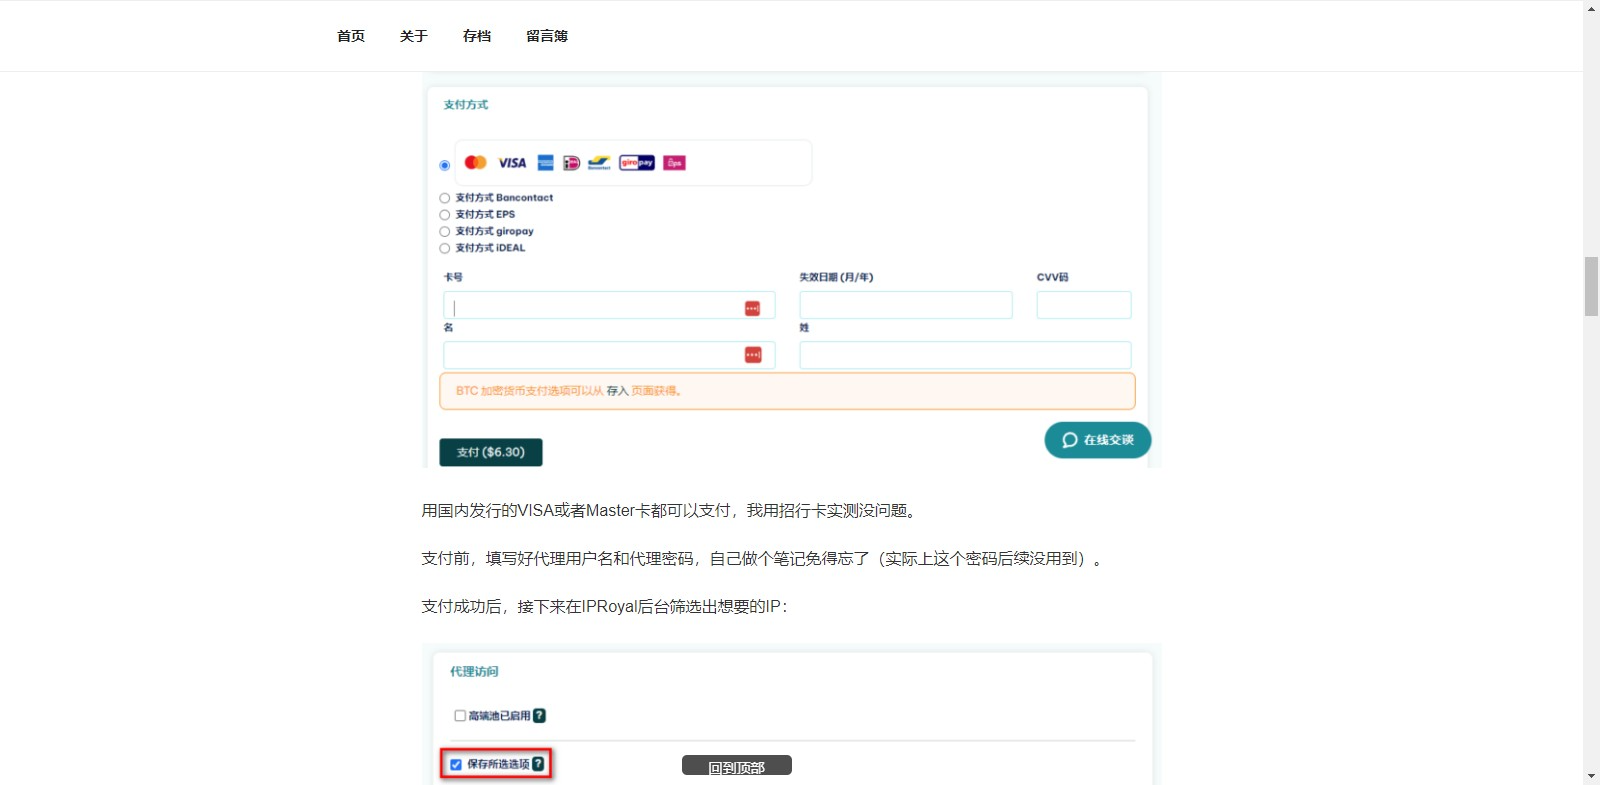 首页 关于 存档 留言簿
支付方式
VISA giropay eps
Bancontact
支付方式 Bancontact
支付方式 EPS
支付方式 giropay
支付方式 iDEAL
卡号 失效日期 (月/年) CVV码
名 姓
BTC 加密货币支付选项可以从 存入 页面获得。
支付 ($6.30)
在线交谈
用国内发行的VISA或者Master卡都可以支付，我用招行卡实测没问题。
支付前，填写好代理用户名和代理密码，自己做个笔记免得忘了（实际上这个密码后续没用到）。
支付成功后，接下来在IPRoyal后台筛选出想要的IP：
代理访问
高端池已启用 ?
保存所选选项 ?
回到顶部